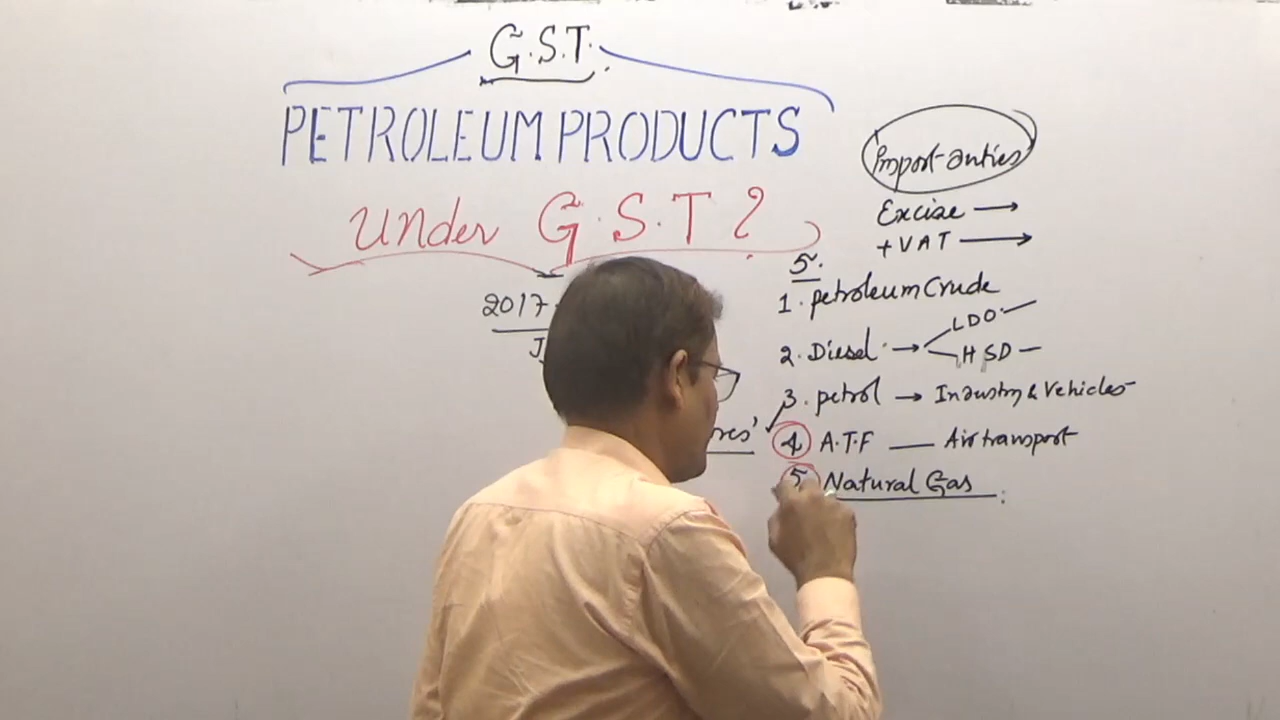 G.S.T.
PETROLEUM PRODUCTS
Under G.S.T?
2017
Import-anties
Excise →
+VAT →
5.
1. petroleum Crude
2. Diesel → LDO
HSD
3. petrol → Industry & Vehicles
4 A.T.F — Air transport
5 Natural Gas